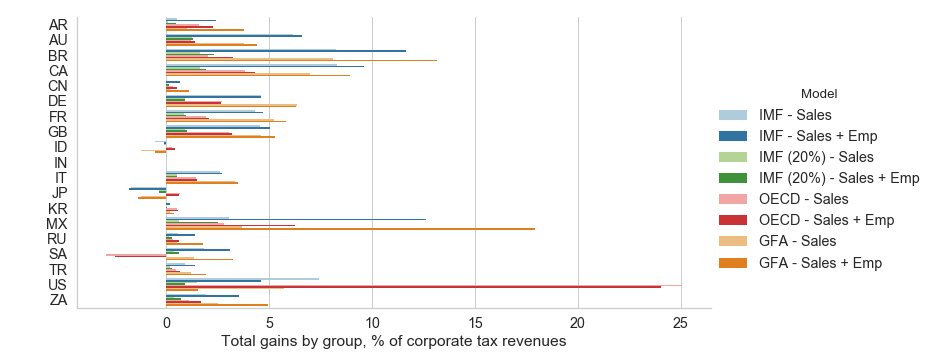 AR
AU
BR
CA
CN
DE
FR
GB
ID
IN
IT
JP
KR
MX
RU
SA
TR
US
ZA
0 5 10 15 20 25
Total gains by group, % of corporate tax revenues
Model
IMF - Sales
IMF - Sales + Emp
IMF (20%) - Sales
IMF (20%) - Sales + Emp
OECD - Sales
OECD - Sales + Emp
GFA - Sales
GFA - Sales + Emp